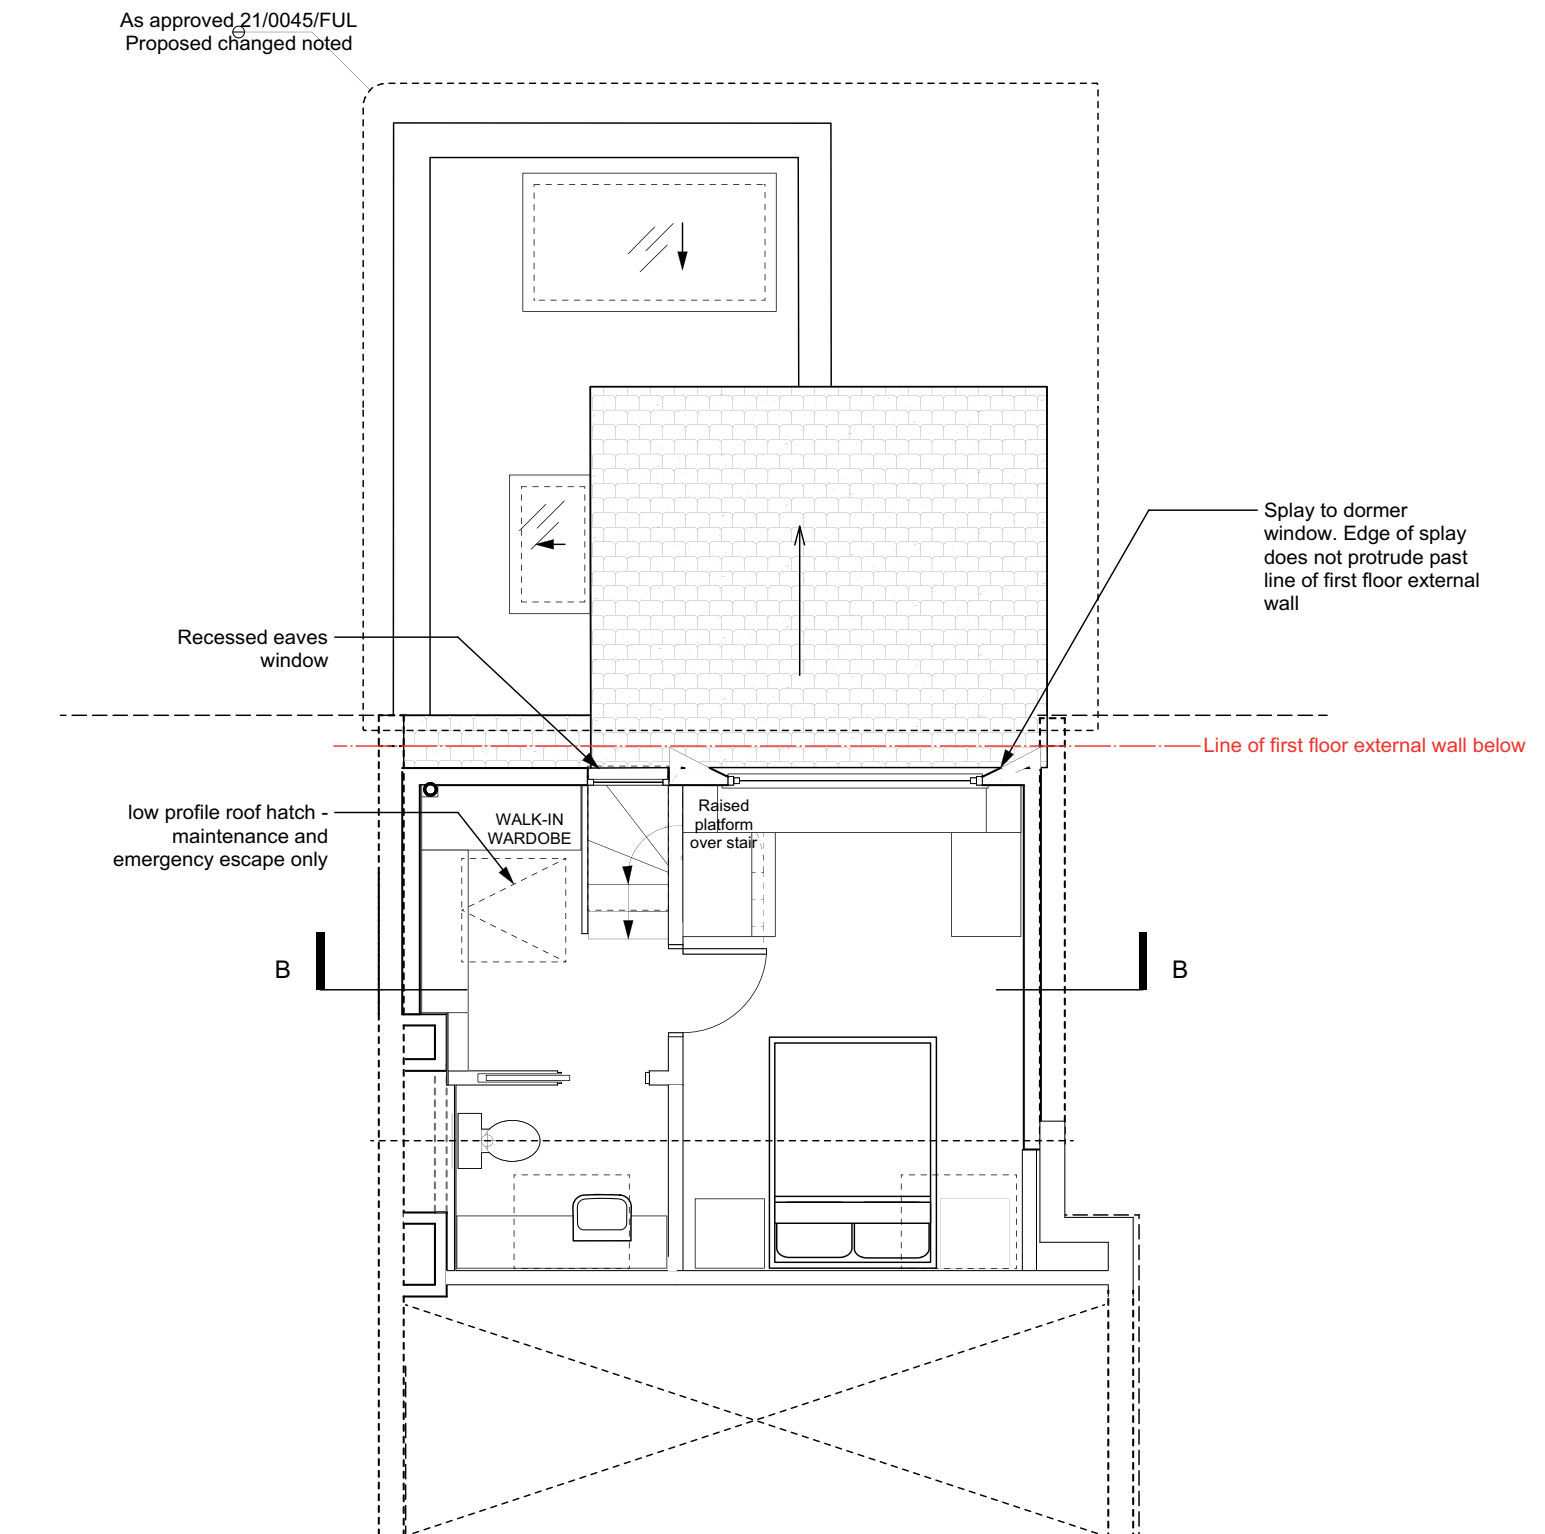 As approved 21/0045/FUL
Proposed changed noted
Splay to dormer
window. Edge of splay
does not protrude past
line of first floor external
wall
Recessed eaves
window
Line of first floor external wall below
low profile roof hatch -
maintenance and
emergency escape only
WALK-IN
WARDOBE
Raised
platform
over stair
B
B